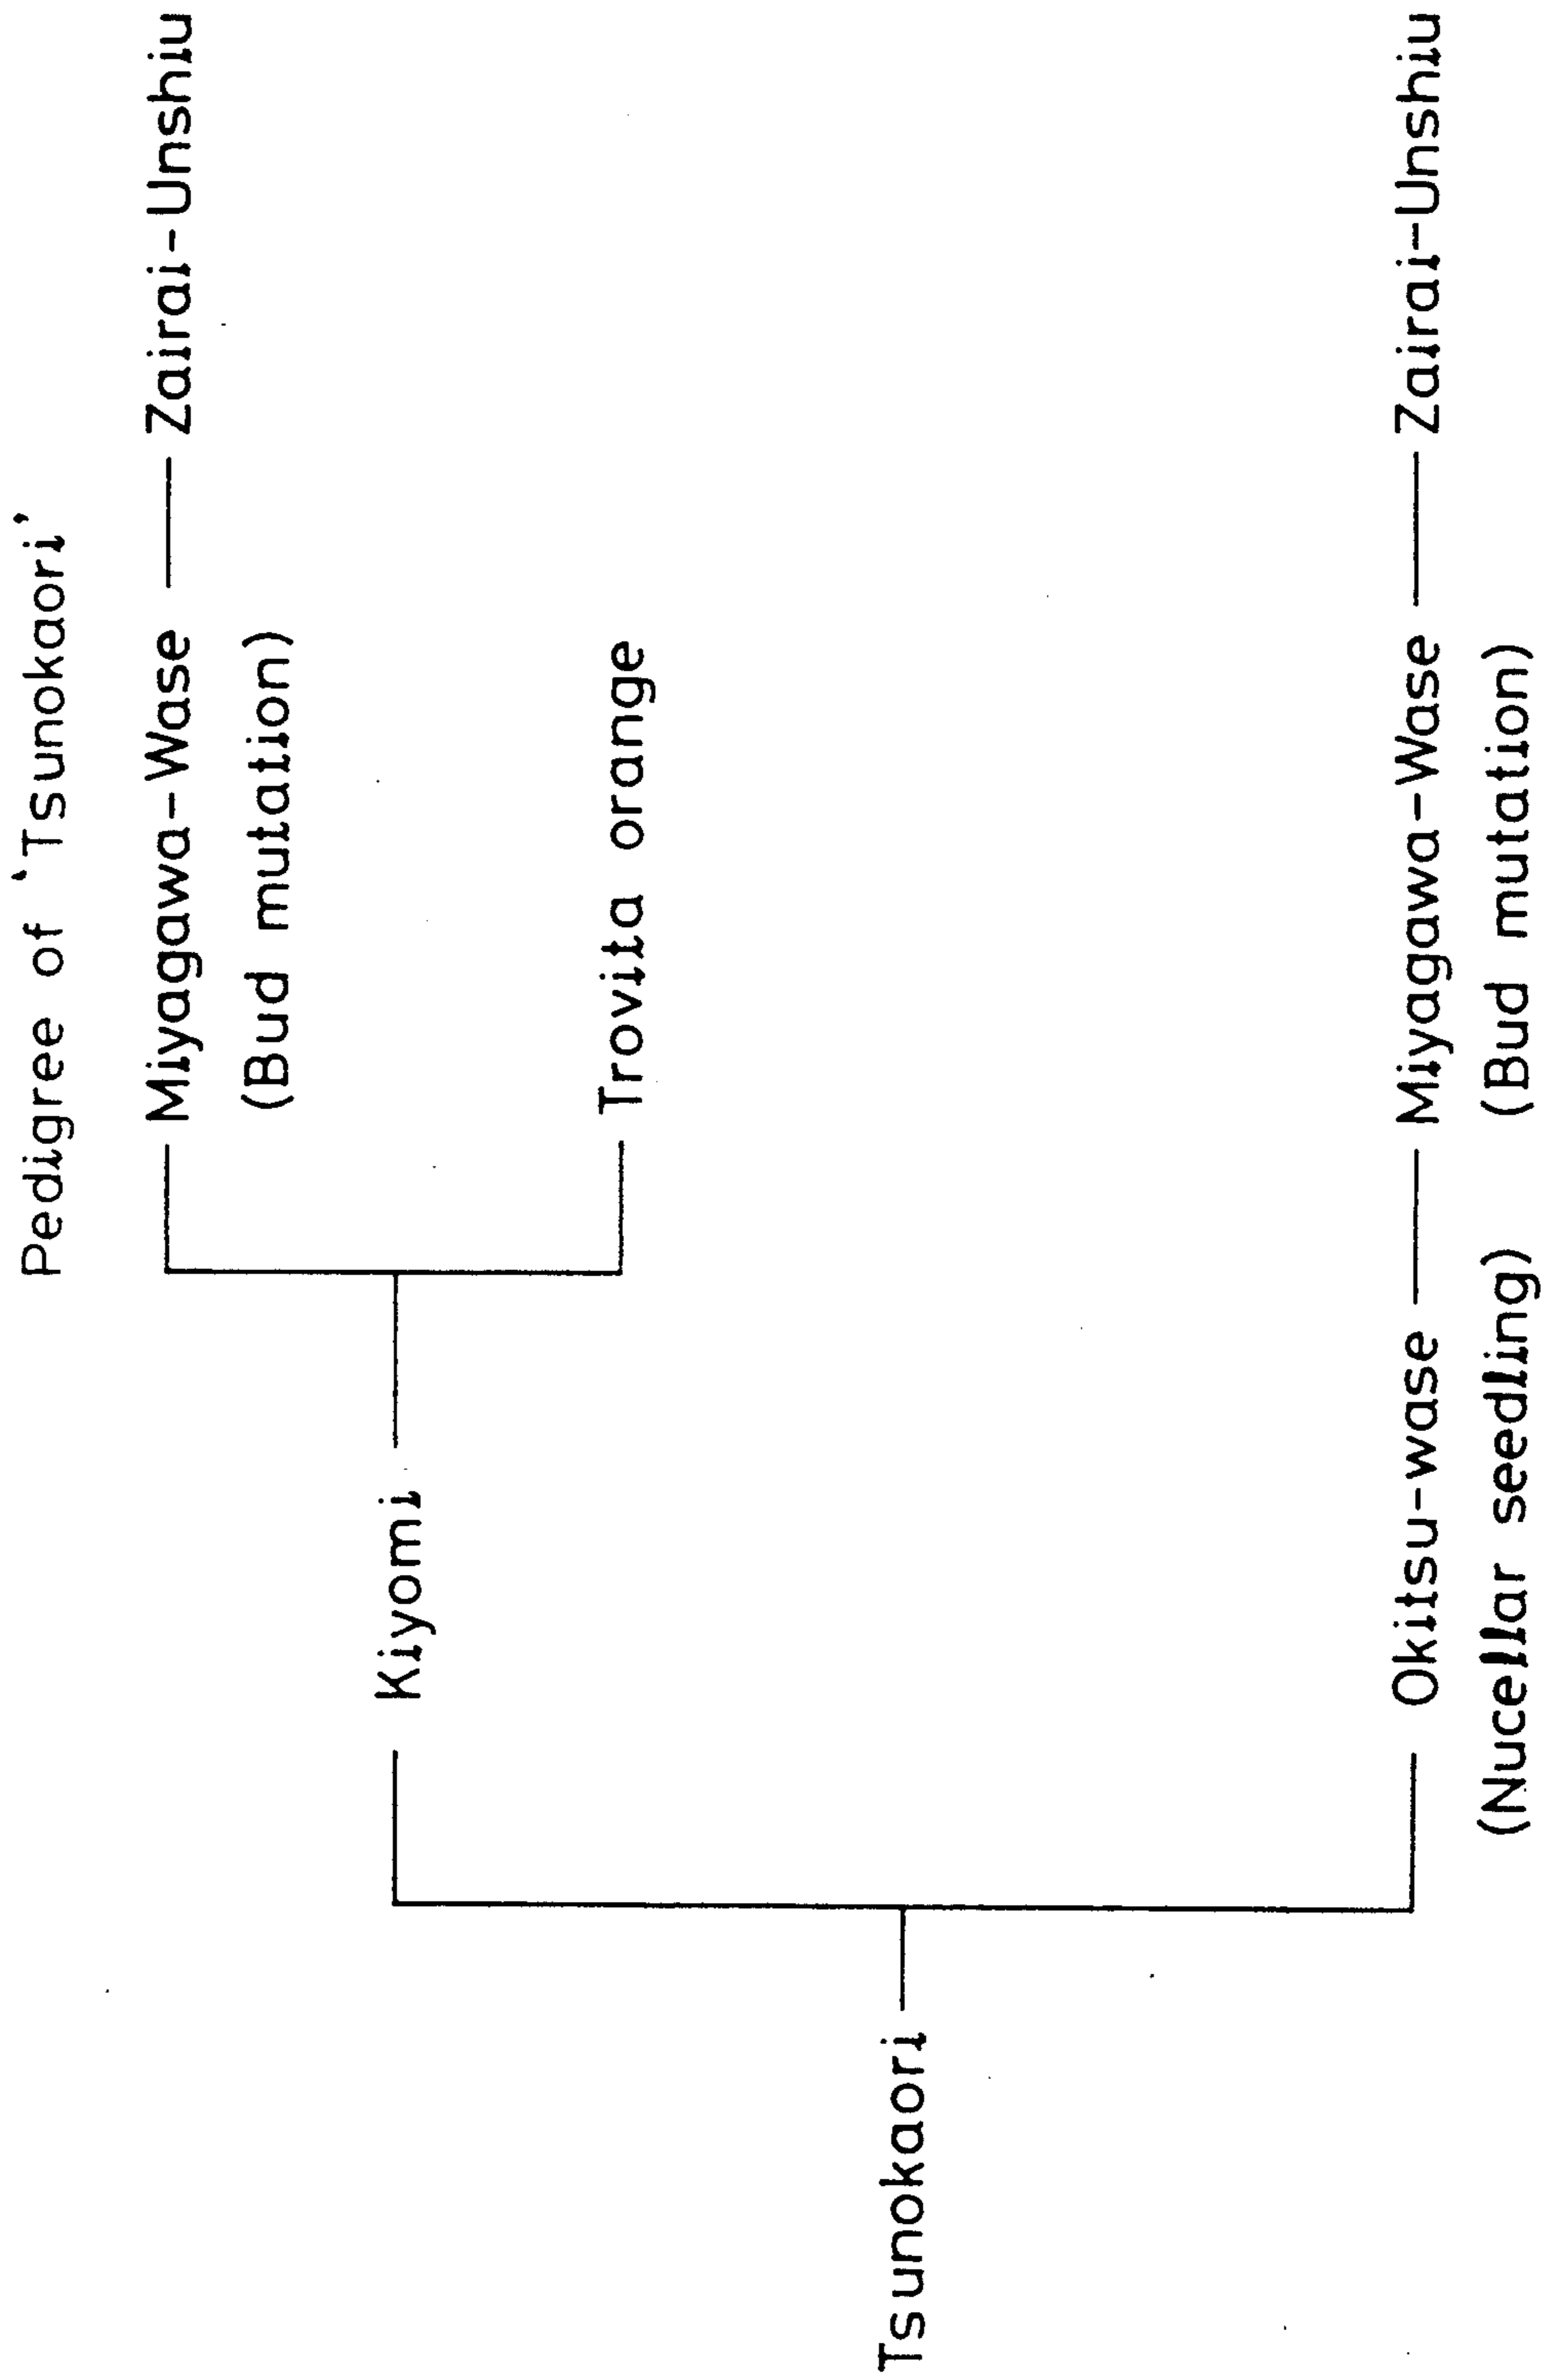 Pedigree of 'Tsunokaori'
Miyagawa-Wase Zairai-Unshiu
(Bud mutation)
Kiyomi
Trovita orange
Tsunokaori
Okitsu-wase Miyagawa-Wase Zairai-Unshiu
(Nucellar seedling) (Bud mutation)